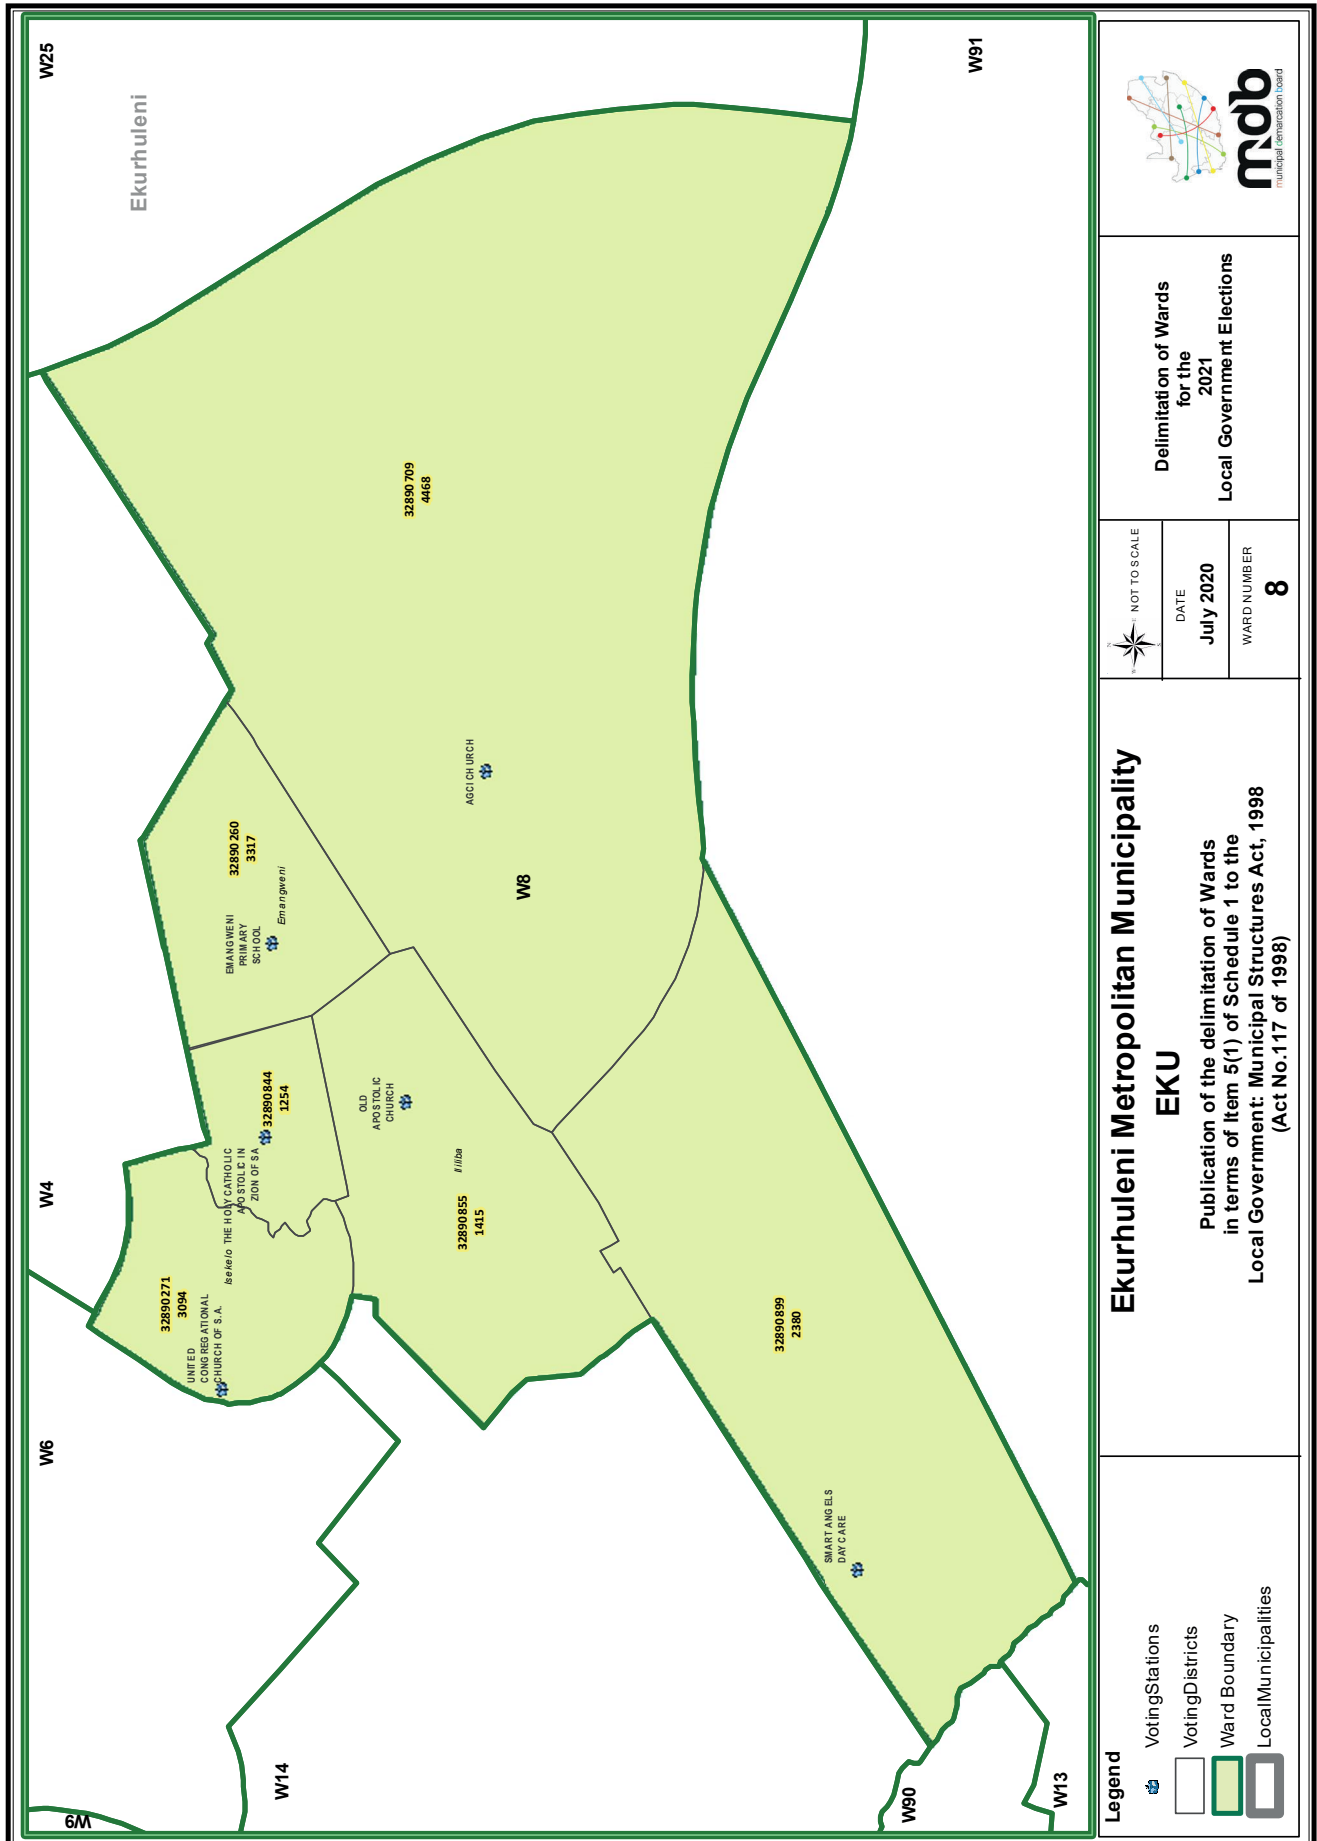 W25
Ekurhuleni
W91
W4
W6
W9
W14
W90
W13
W8
32890709
4468
AGCI CHURCH
32890260
3317
EMANGWENI
PRIMARY
SCHOOL
Emangweni
32890844
1254
THE HOLY CATHOLIC
APOSTOLIC IN
ZION OF SA
Isekelo
32890271
3094
UNITED
CONGREGATIONAL
CHURCH OF S.A.
OLD
APOSTOLIC
CHURCH
Iliba
32890855
1415
32890899
2380
SMART ANGELS
DAY CARE
Legend
VotingStations
VotingDistricts
Ward Boundary
LocalMunicipalities
Ekurhuleni Metropolitan Municipality
EKU
Publication of the delimitation of Wards
in terms of Item 5(1) of Schedule 1 to the
Local Government: Municipal Structures Act, 1998
(Act No.117 of 1998)
N
E
S
W
NOT TO SCALE
DATE
July 2020
WARD NUMBER
8
Delimitation of Wards
for the
2021
Local Government Elections
mdb
municipal demarcation board